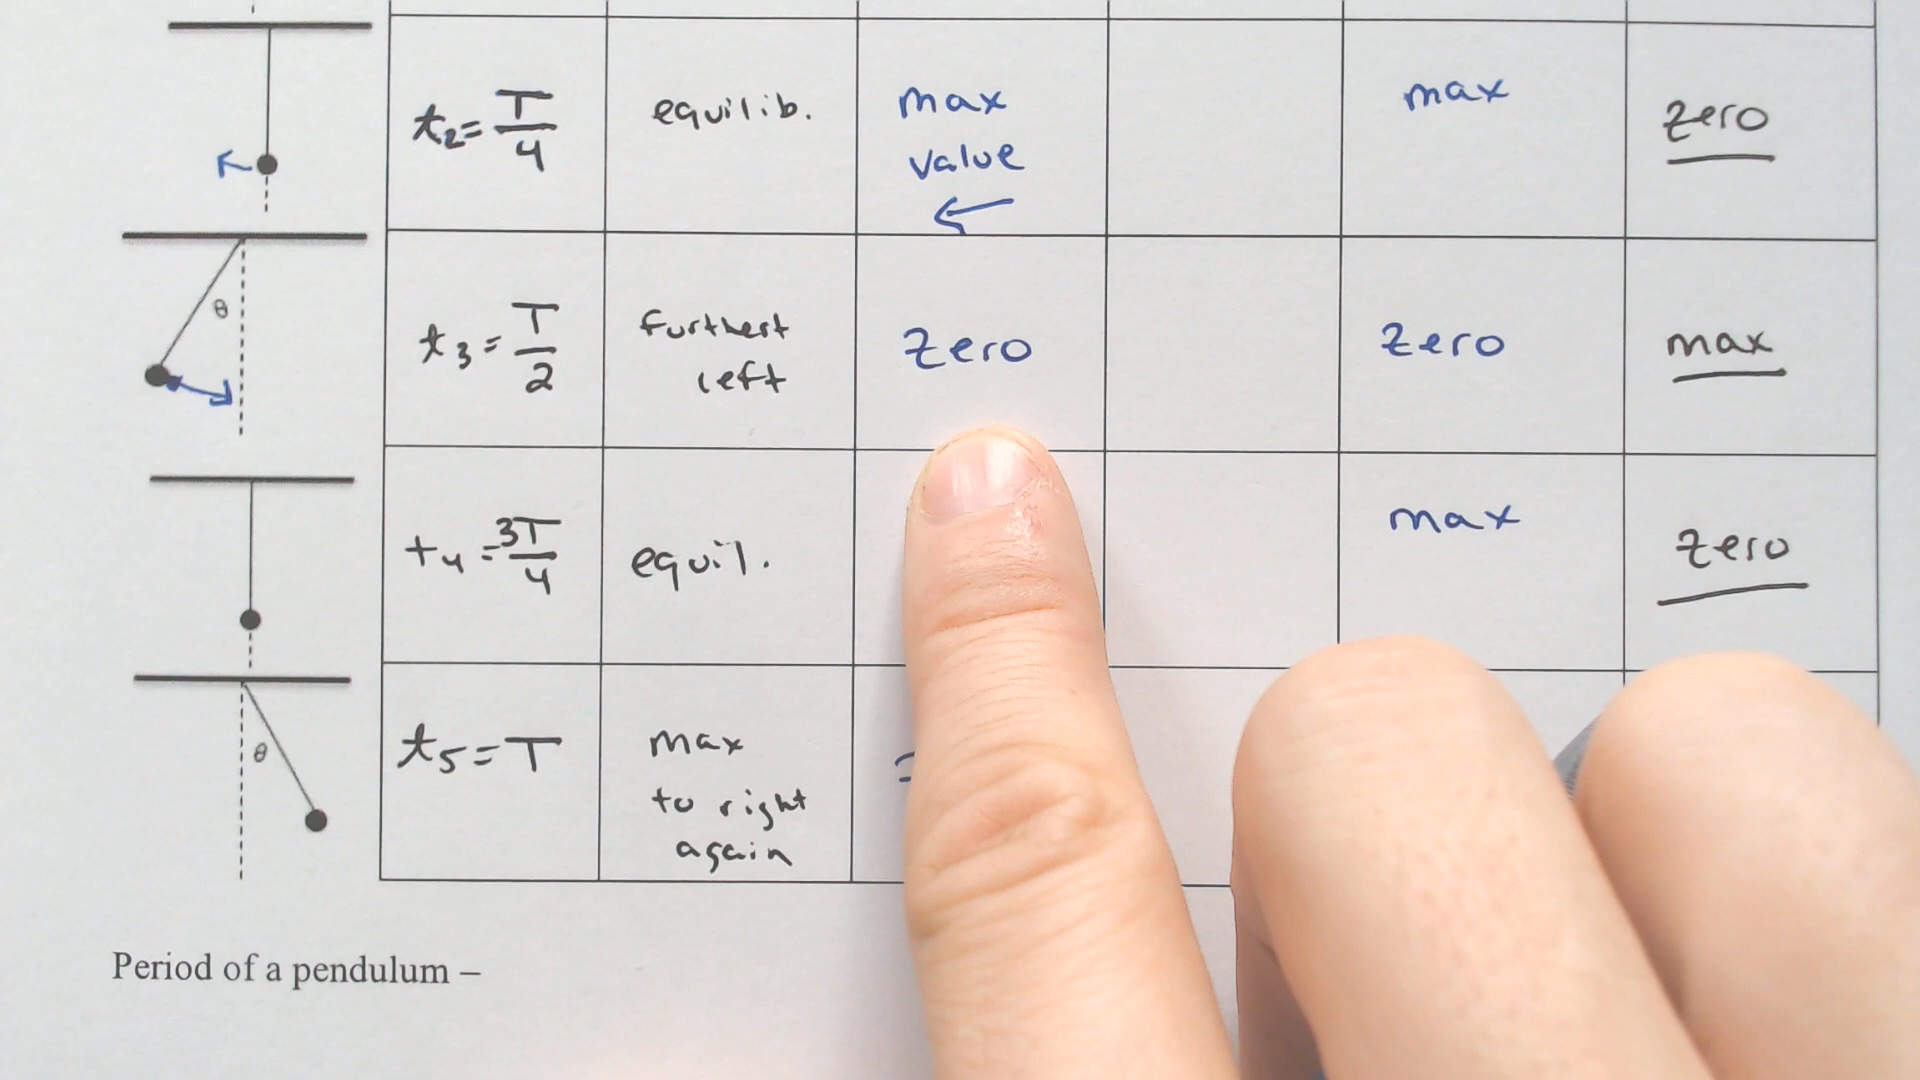 t2 = T/4 equilib. max value ← max zero
θ t3 = T/2 furthest left zero zero max
t4 = 3T/4 equil. max zero
θ t5 = T max to right again
Period of a pendulum –